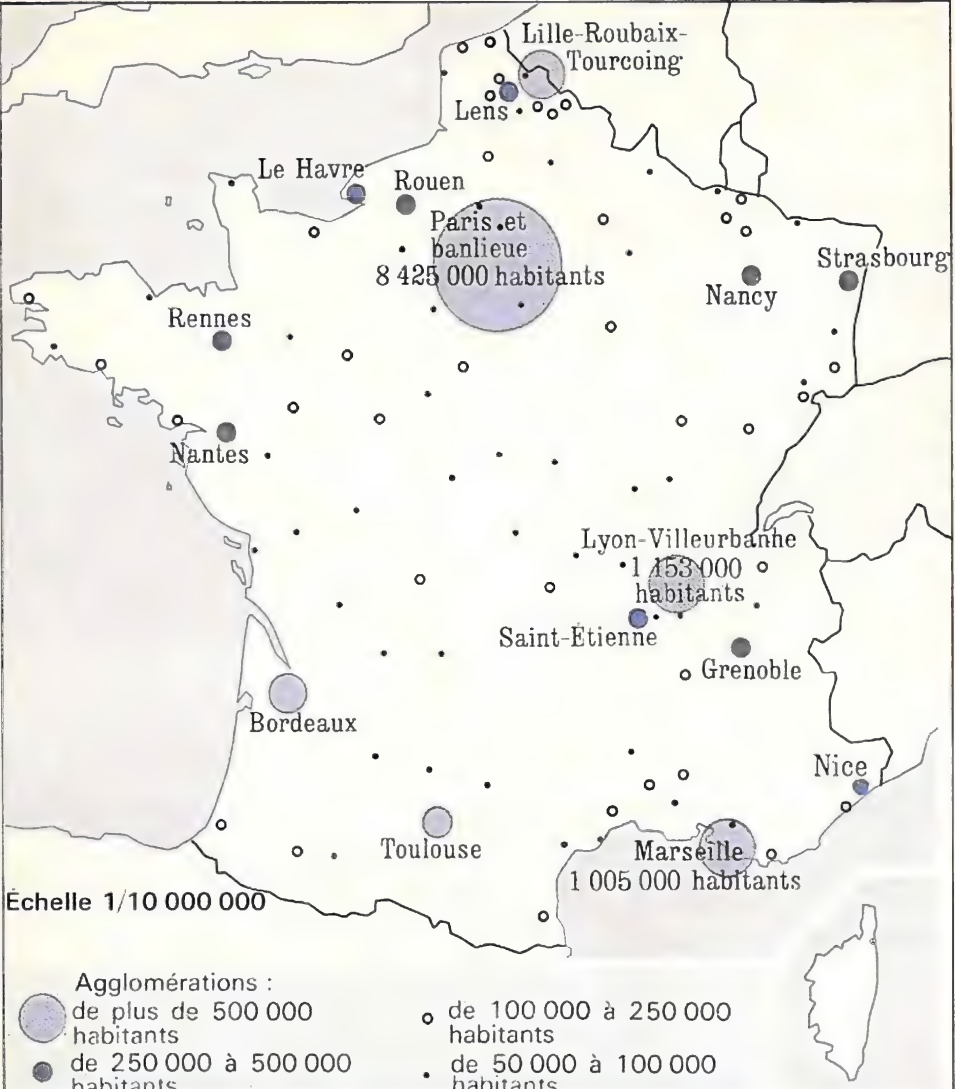 Lille-Roubaix-
Tourcoing
Lens
Le Havre
Rouen
Paris et
banlieue
8 425 000 habitants
Strasbourg
Nancy
Rennes
Nantes
Lyon-Villeurbanne
1 153 000
habitants
Saint-Étienne
Grenoble
Bordeaux
Nice
Toulouse
Marseille
1 005 000 habitants
Échelle 1/10 000 000
Agglomérations :
de plus de 500 000
habitants
de 250 000 à 500 000
habitants
de 100 000 à 250 000
habitants
de 50 000 à 100 000
habitants